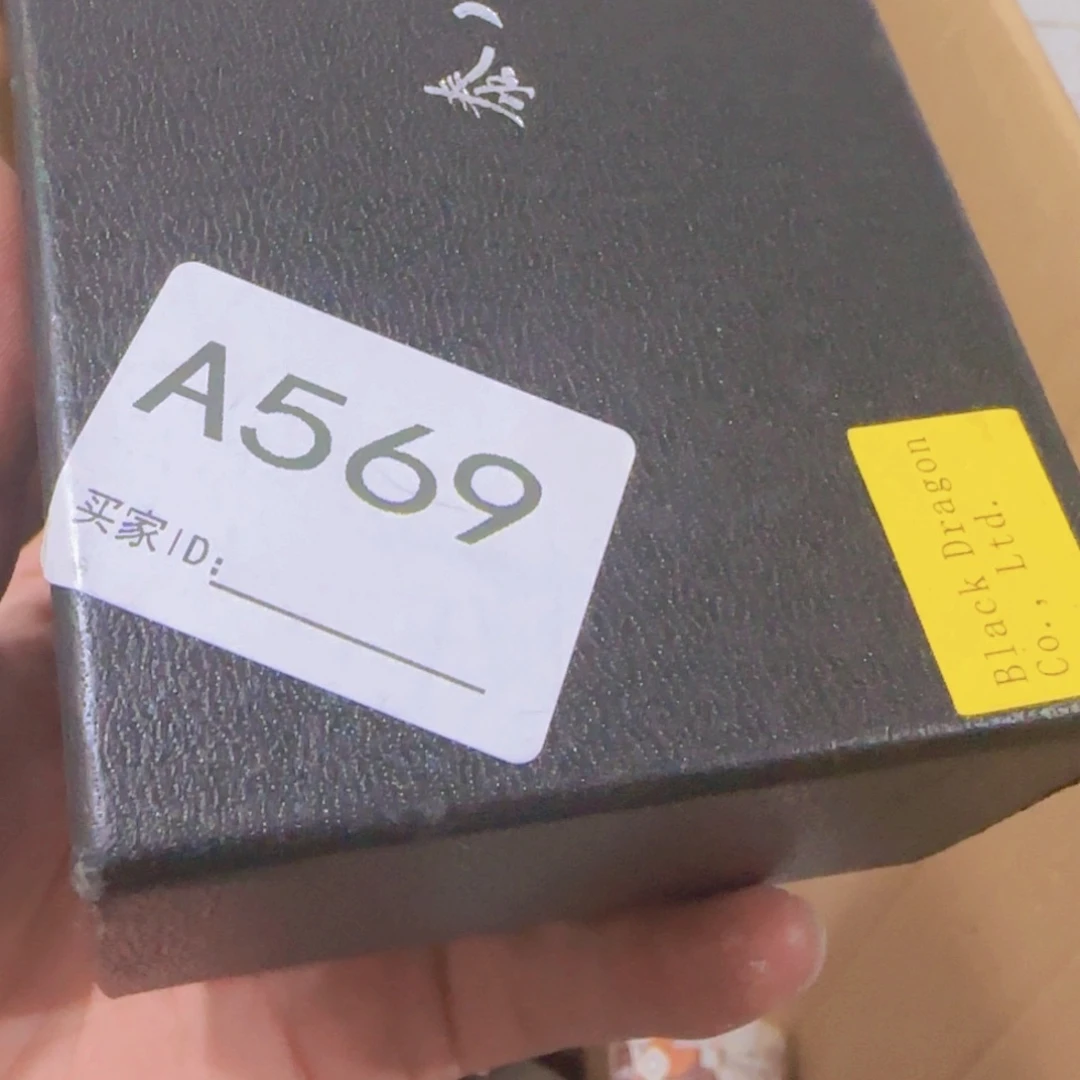 A569
买家ID:
Black Dragon
Co., Ltd.